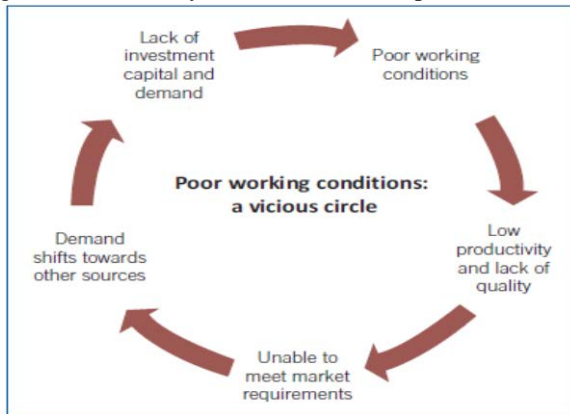 Lack of
investment
capital and
demand
Poor working
conditions
Poor working conditions:
a vicious circle
Low
productivity
and lack of
quality
Unable to
meet market
requirements
Demand
shifts towards
other sources